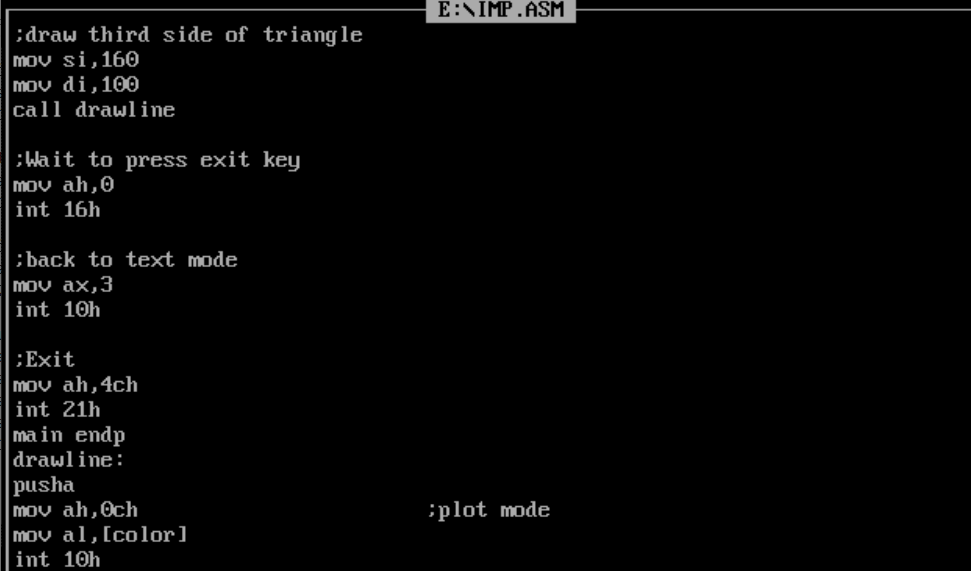 E:\IMP.ASM
;draw third side of triangle
mov si,160
mov di,100
call drawline
;Wait to press exit key
mov ah,0
int 16h
;back to text mode
mov ax,3
int 10h
;Exit
mov ah,4ch
int 21h
main endp
drawline:
pusha
mov ah,0ch ;plot mode
mov al,[color]
int 10h